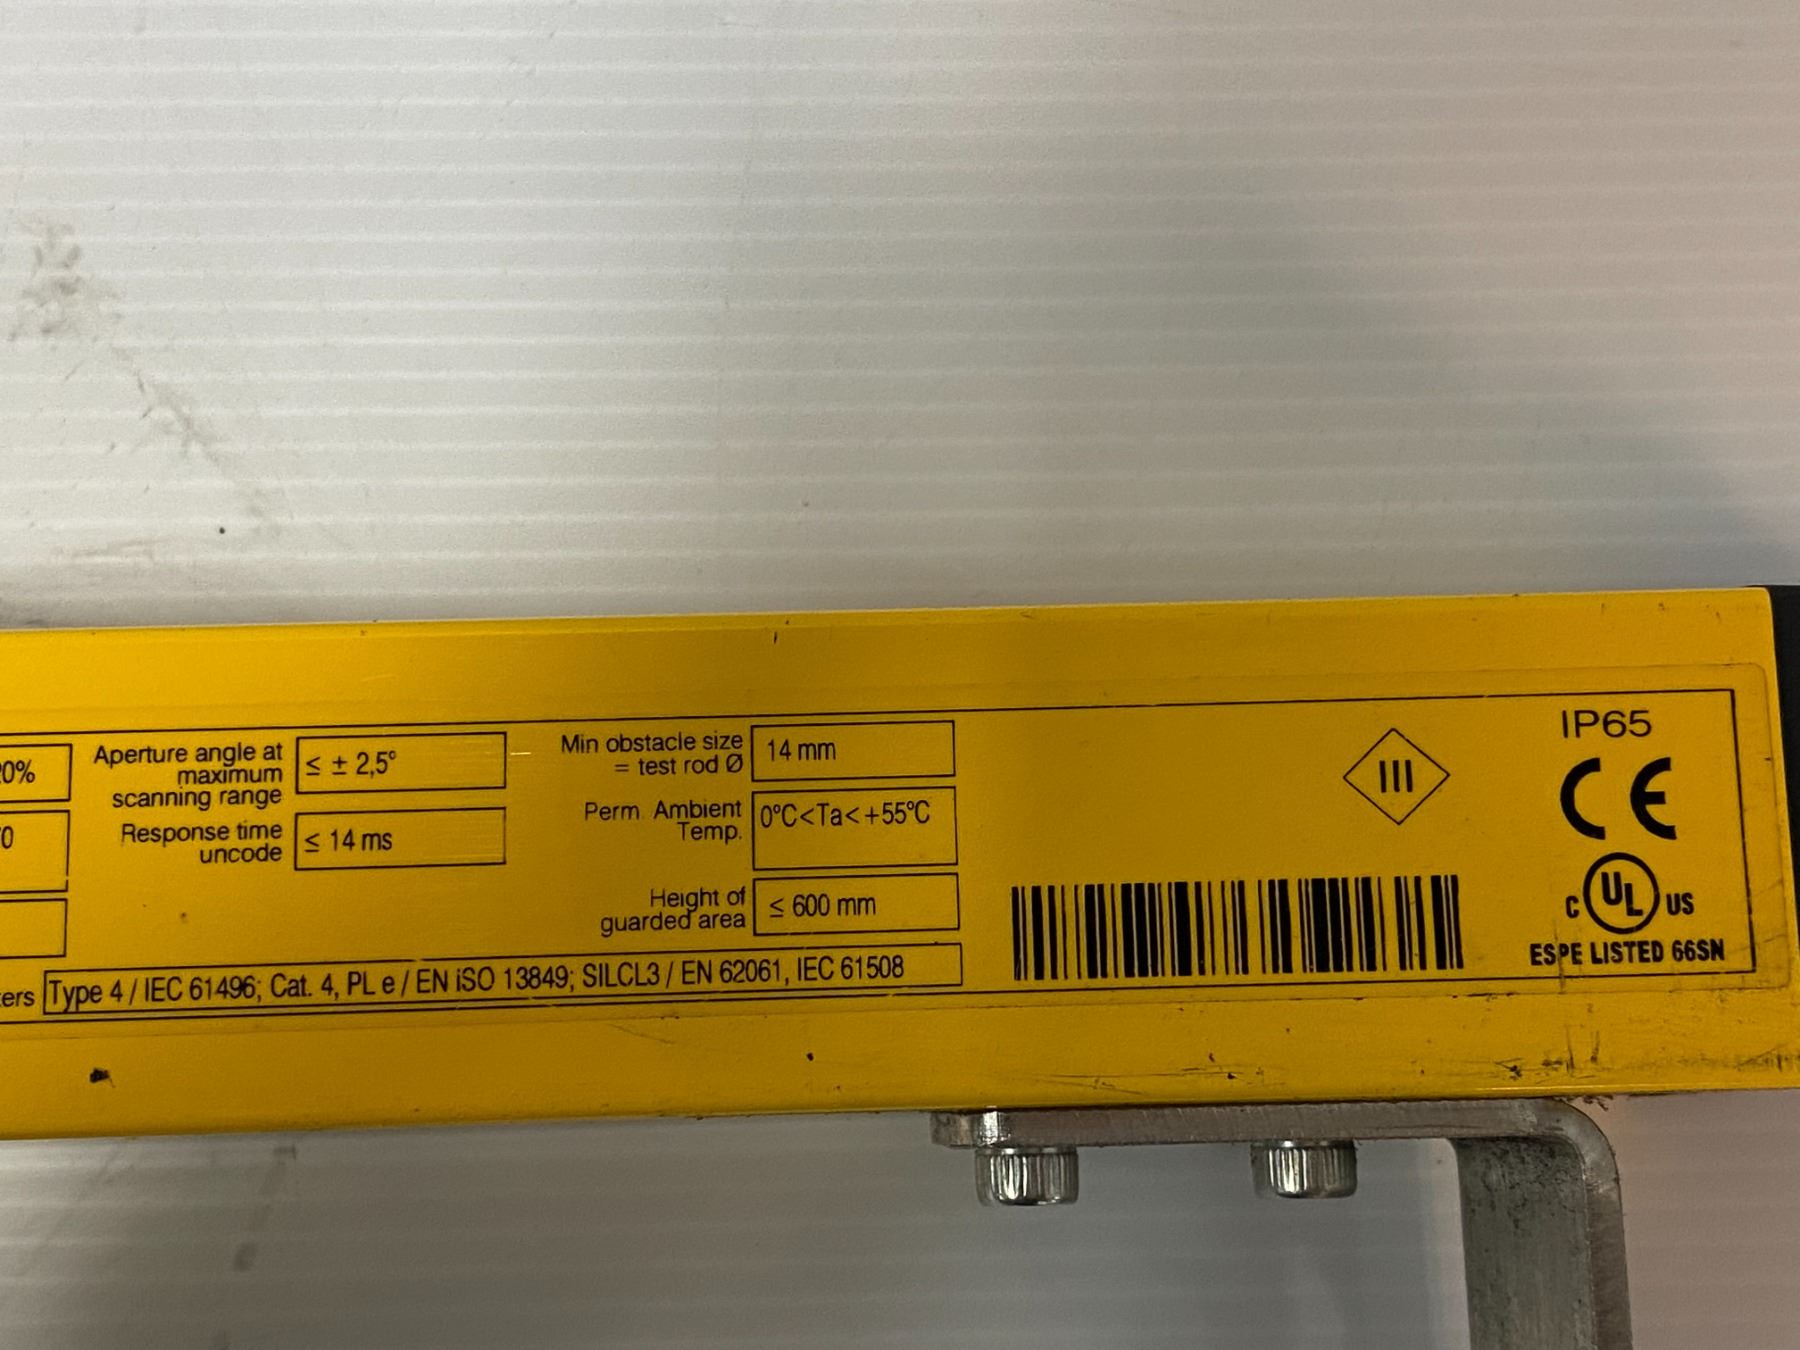 0%
Aperture angle at
maximum
scanning range
≤ ± 2,5°
0
Response time
uncode
≤ 14 ms
Min obstacle size
= test rod Ø
14 mm
Perm. Ambient
Temp.
0°C<Ta<+55°C
Height of
guarded area
≤ 600 mm
ters
Type 4 / IEC 61496; Cat. 4, PL e / EN iSO 13849; SILCL3 / EN 62061, IEC 61508
III
IP65
CE
C UL US
ESPE LISTED 66SN